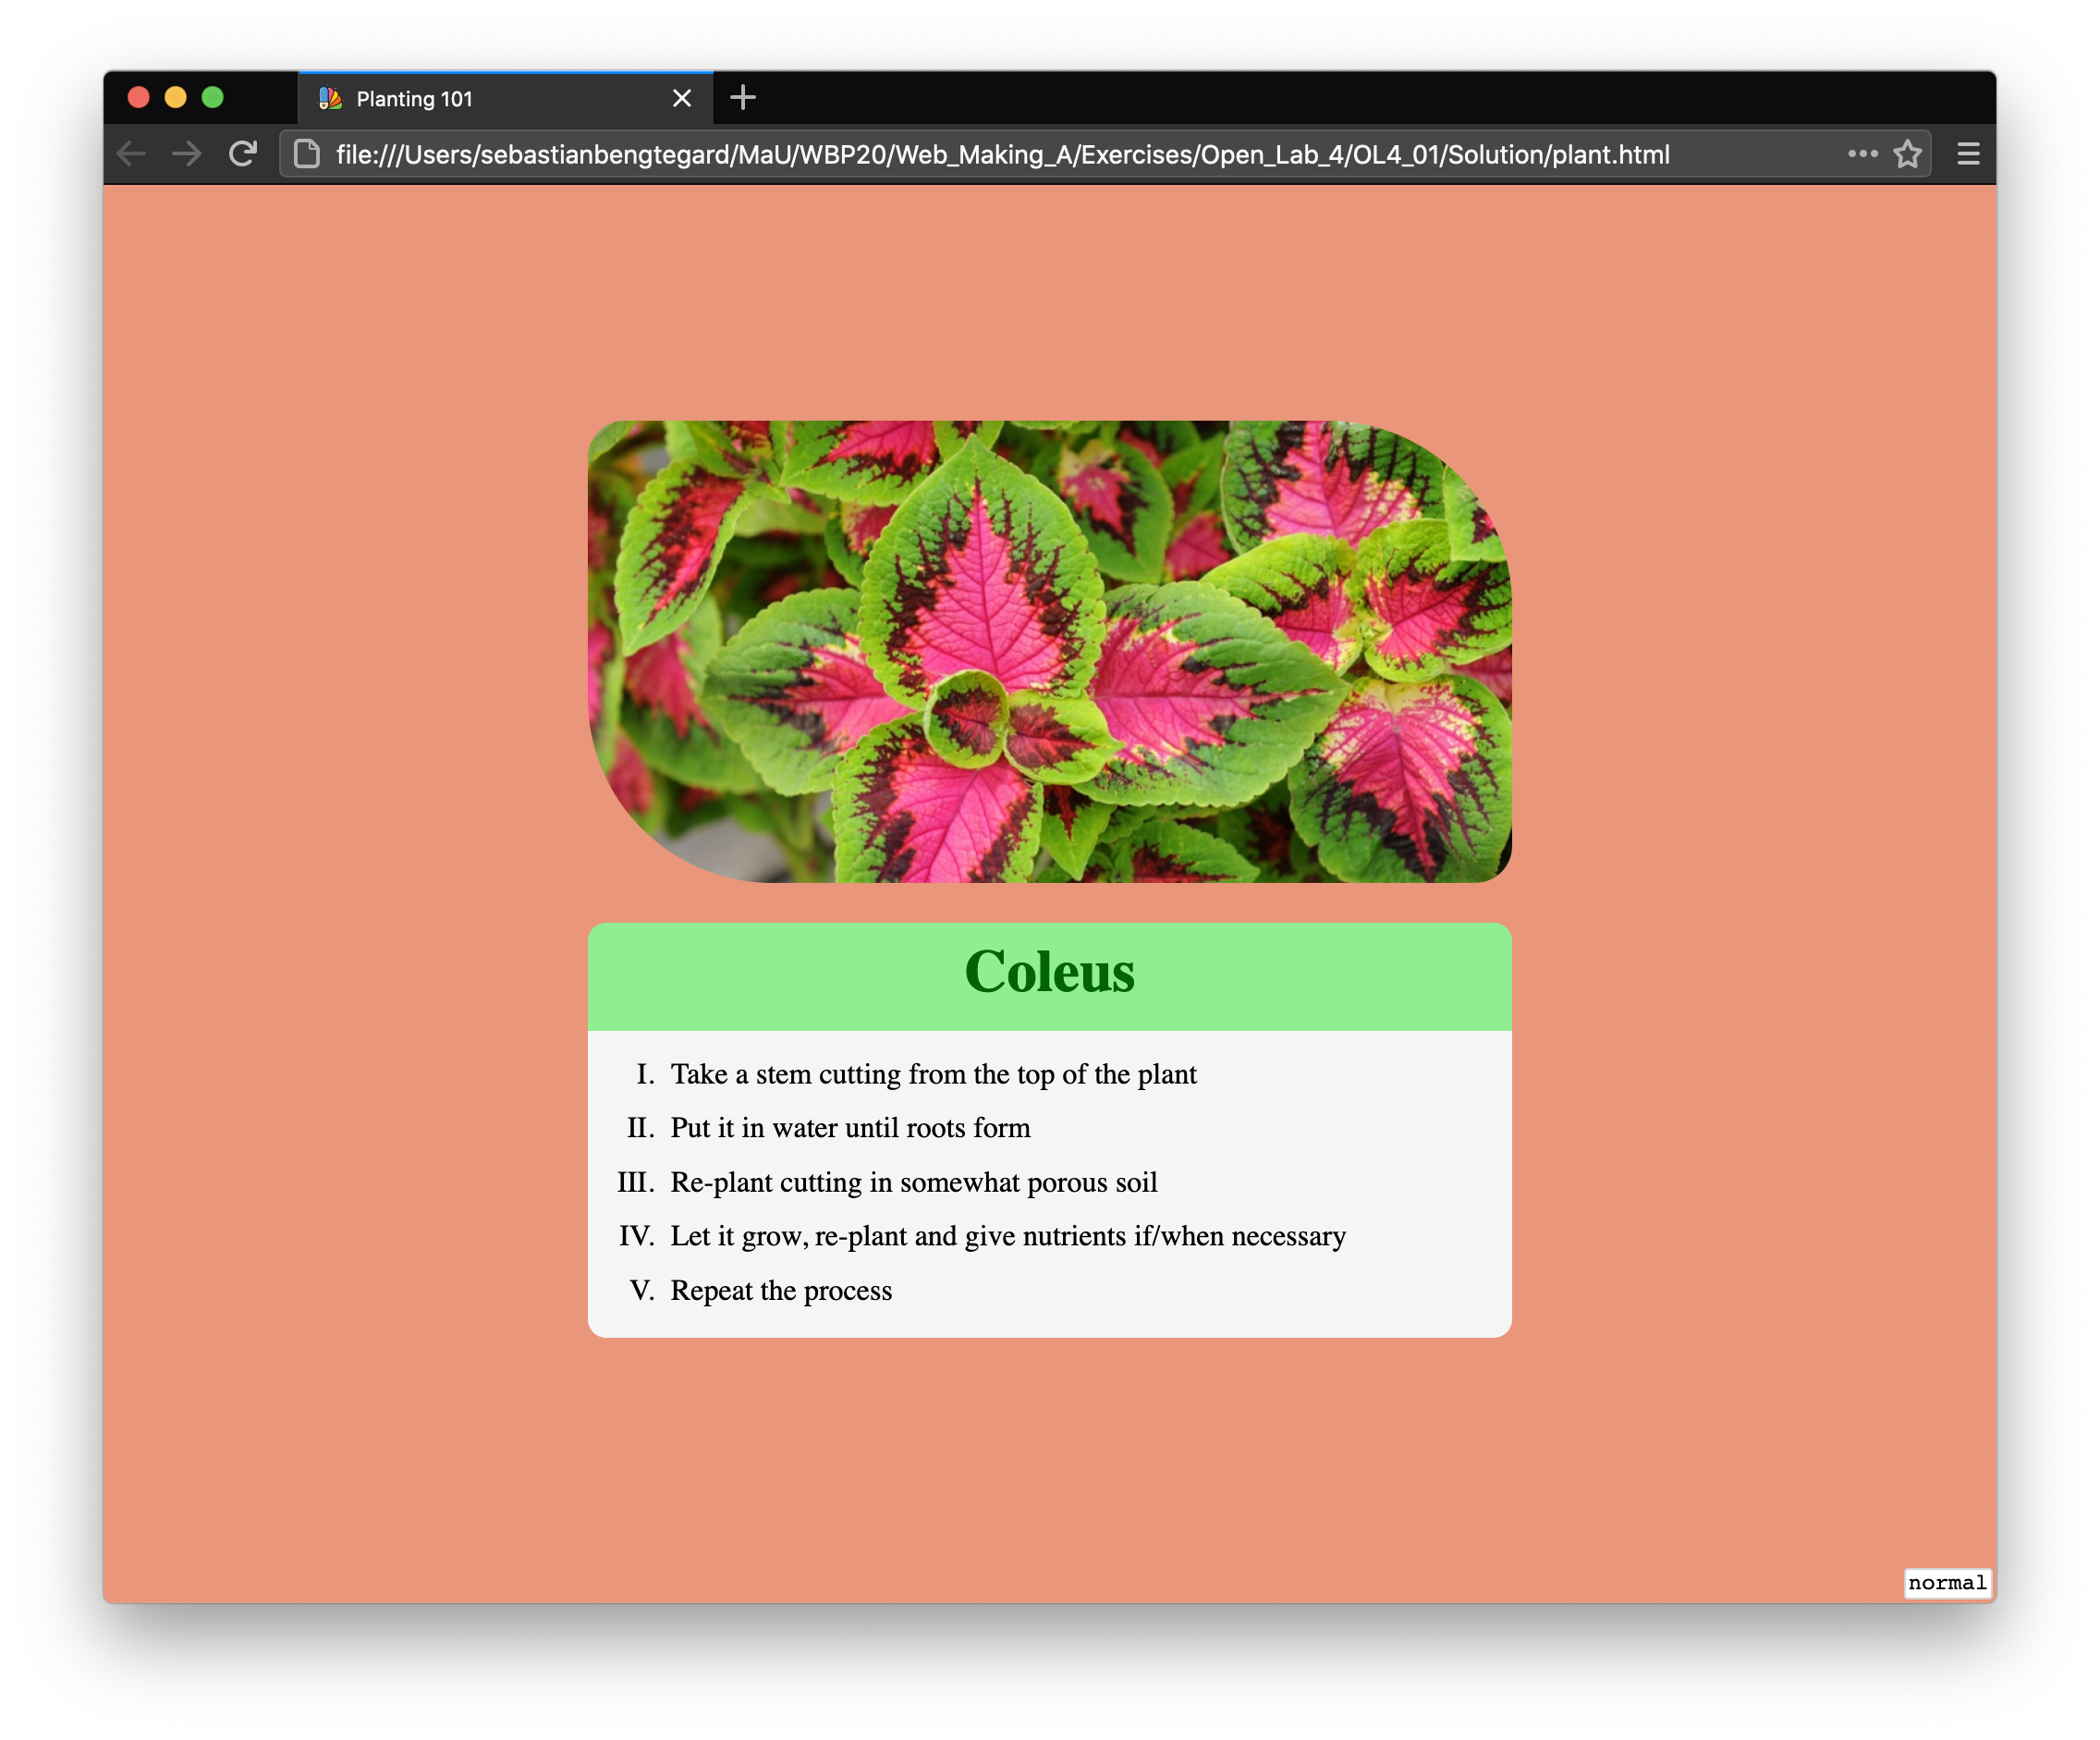 Planting 101
file:///Users/sebastianbengtegard/MaU/WBP20/Web_Making_A/Exercises/Open_Lab_4/OL4_01/Solution/plant.html
Coleus
I. Take a stem cutting from the top of the plant
II. Put it in water until roots form
III. Re-plant cutting in somewhat porous soil
IV. Let it grow, re-plant and give nutrients if/when necessary
V. Repeat the process
normal